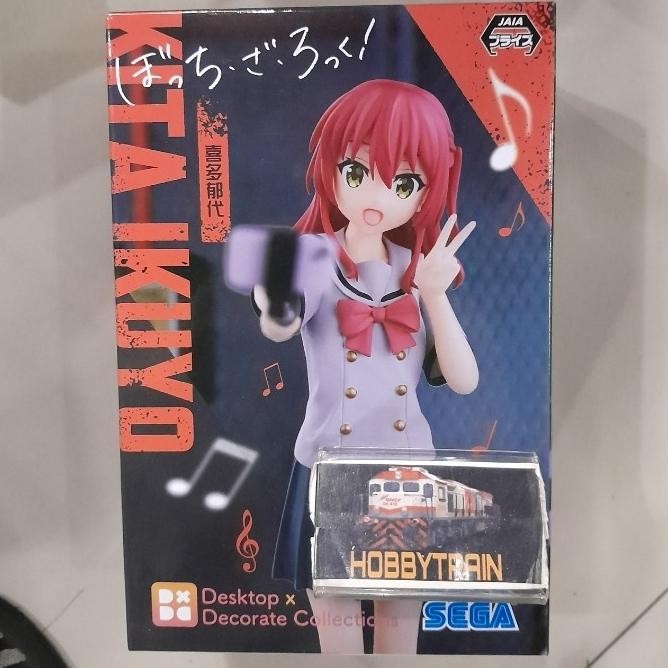 ぼっち・ざ・ろっく!
JAIA
プライズ
KITA IKUYO
喜多郁代
HOBBYTRAIN
Desktop ×
Decorate Collections
SEGA